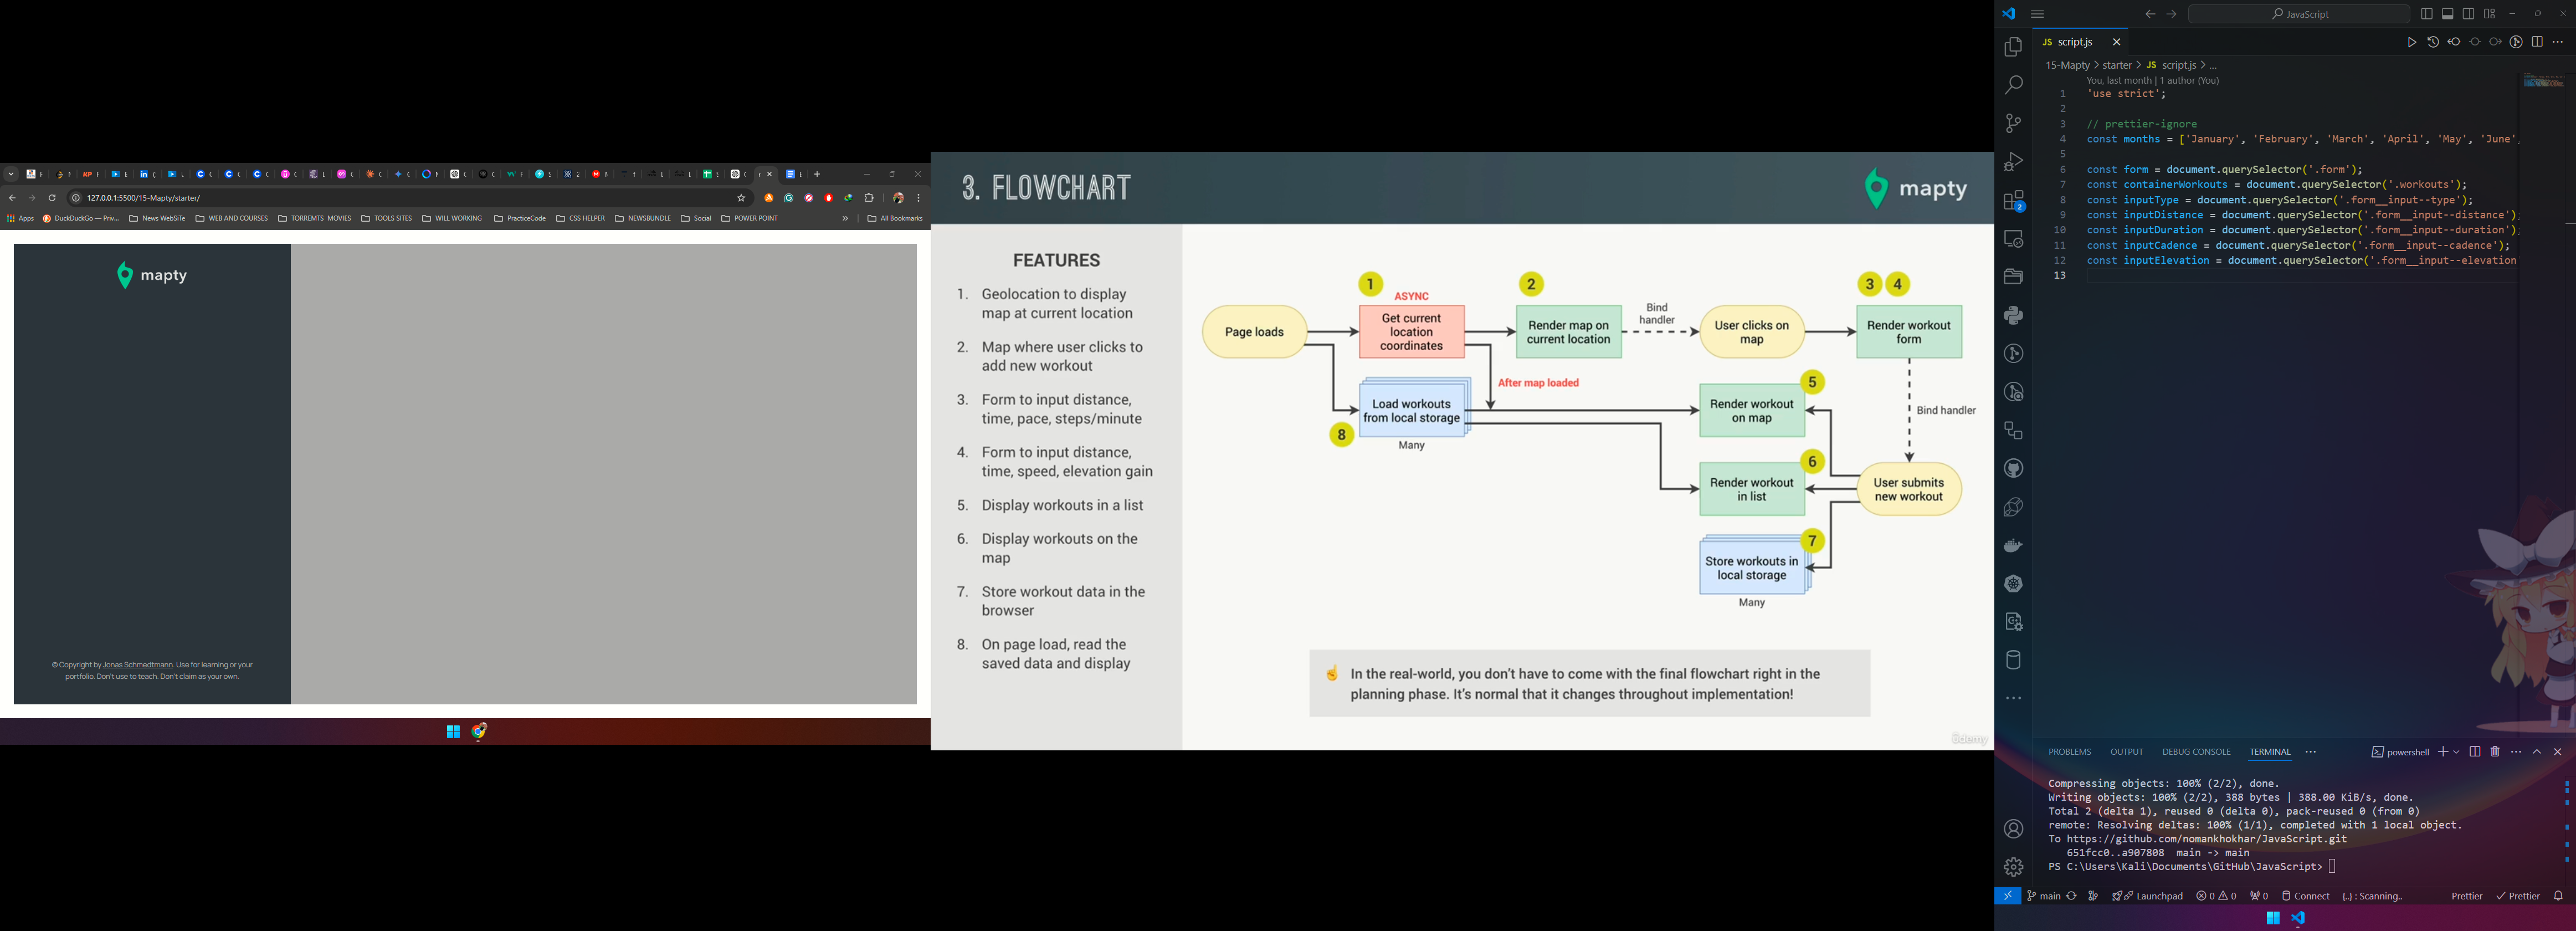 127.0.0.1:5500/15-Mapty/starter/
Apps
DuckDuckGo — Priv...
News WebSiTe
WEB AND COURSES
TORREMTS MOVIES
TOOLS SITES
WILL WORKING
PracticeCode
CSS HELPER
NEWSBUNDLE
Social
POWER POINT
»
All Bookmarks
mapty
© Copyright by Jonas Schmedtmann. Use for learning or your
portfolio. Don't use to teach. Don't claim as your own.
3. FLOWCHART
mapty
FEATURES
1. Geolocation to display
map at current location
2. Map where user clicks to
add new workout
3. Form to input distance,
time, pace, steps/minute
4. Form to input distance,
time, speed, elevation gain
5. Display workouts in a list
6. Display workouts on the
map
7. Store workout data in the
browser
8. On page load, read the
saved data and display
Page loads
1
ASYNC
Get current
location
coordinates
2
Render map on
current location
Bind
handler
User clicks on
map
3 4
Render workout
form
After map loaded
Load workouts
from local storage
8
Many
5
Render workout
on map
Bind handler
6
Render workout
in list
User submits
new workout
7
Store workouts in
local storage
Many
☝ In the real-world, you don't have to come with the final flowchart right in the
planning phase. It's normal that it changes throughout implementation!
ûdemy
JavaScript
JS script.js
15-Mapty > starter > JS script.js > ...
You, last month | 1 author (You)
1 'use strict';
2
3 // prettier-ignore
4 const months = ['January', 'February', 'March', 'April', 'May', 'June',
5
6 const form = document.querySelector('.form');
7 const containerWorkouts = document.querySelector('.workouts');
8 const inputType = document.querySelector('.form__input--type');
9 const inputDistance = document.querySelector('.form__input--distance')
10 const inputDuration = document.querySelector('.form__input--duration')
11 const inputCadence = document.querySelector('.form__input--cadence');
12 const inputElevation = document.querySelector('.form__input--elevation
13
2
PROBLEMS
OUTPUT
DEBUG CONSOLE
TERMINAL
...
powershell
Compressing objects: 100% (2/2), done.
Writing objects: 100% (2/2), 388 bytes | 388.00 KiB/s, done.
Total 2 (delta 1), reused 0 (delta 0), pack-reused 0 (from 0)
remote: Resolving deltas: 100% (1/1), completed with 1 local object.
To https://github.com/nomankhokhar/JavaScript.git
651fcc0..a907808 main -> main
PS C:\Users\Kali\Documents\GitHub\JavaScript>
main
Launchpad
0 0
0
Connect
{..} : Scanning..
Prettier
Prettier